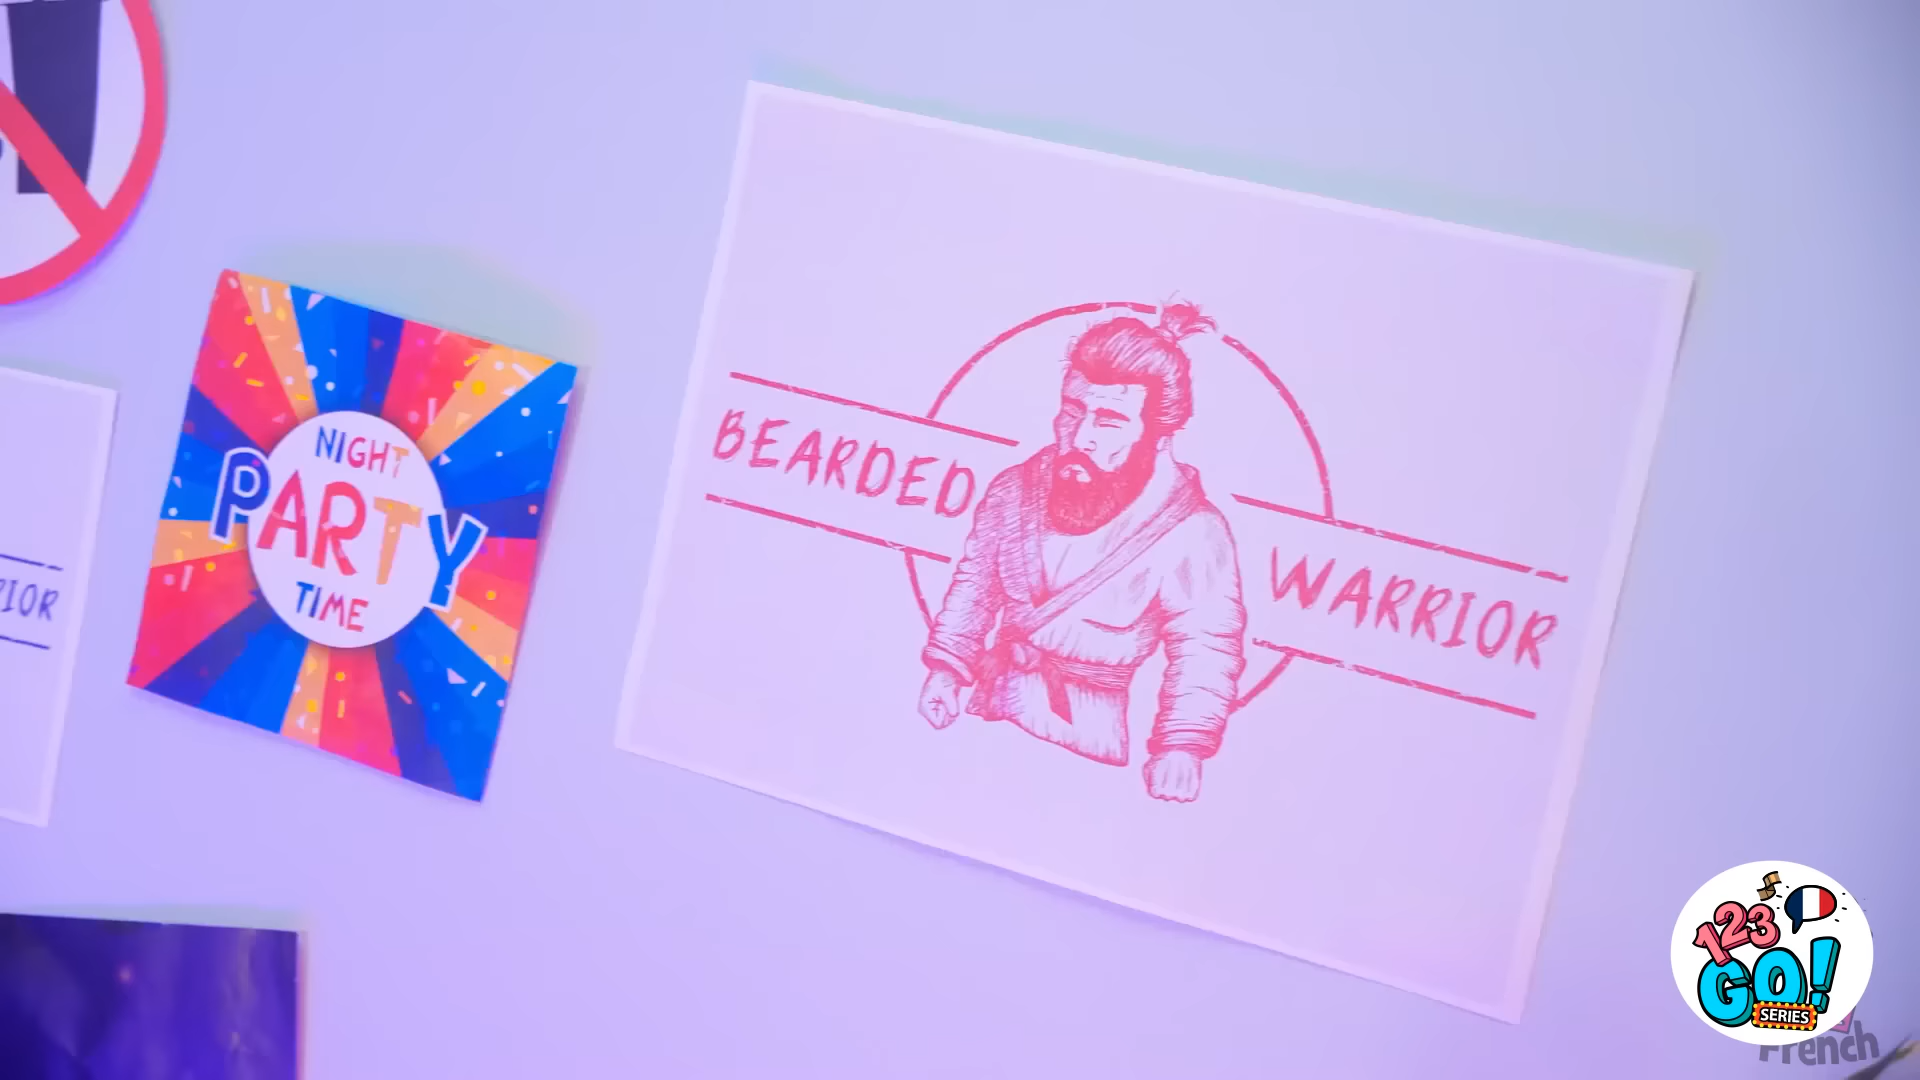 NIGHT
PARTY
TIME
BEARDED
WARRIOR
123
GO!
SERIES
French